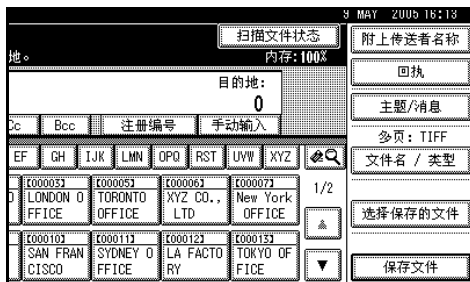 9 MAY 2005 16:13
扫描文件状态 附上传送者名称
地。 内存:100%
回执
目的地:
0
主题/消息
Cc Bcc 注册编号 手动输入
多页: TIFF
EF GH IJK LMN OPQ RST UVW XYZ
文件名 / 类型
[00003] [00005] [00006] [00007]
LONDON O TORONTO XYZ CO., New York
FFICE OFFICE LTD OFFICE
1/2
选择保存的文件
[00010] [00011] [00012] [00013]
SAN FRAN SYDNEY O LA FACTO TOKYO OF
CISCO FFICE RY FICE
▲
▼
保存文件